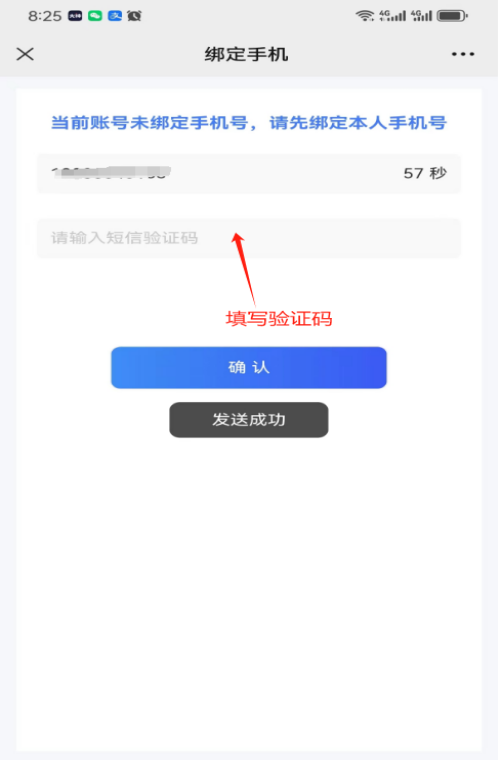 8:25
绑定手机
当前账号未绑定手机号，请先绑定本人手机号
57 秒
请输入短信验证码
填写验证码
确 认
发送成功